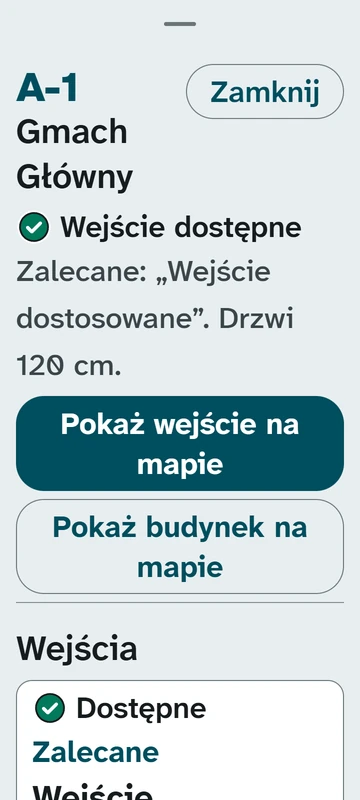 A-1
Zamknij
Gmach
Główny
Wejście dostępne
Zalecane: „Wejście
dostosowane”. Drzwi
120 cm.
Pokaż wejście na
mapie
Pokaż budynek na
mapie
Wejścia
Dostępne
Zalecane
Wejście